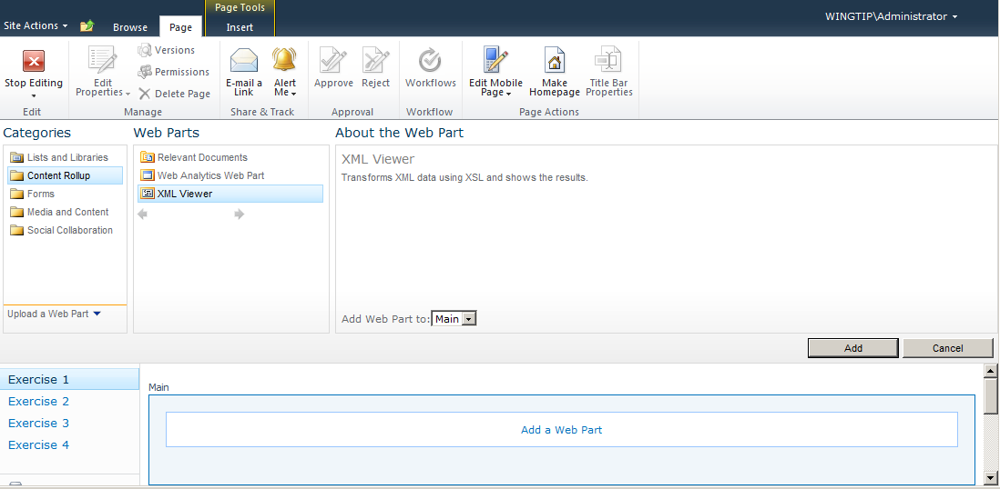 Page Tools
Site Actions Browse Page Insert WINGTIP\Administrator
Stop Editing
Edit
Edit Properties
Versions
Permissions
Delete Page
Manage
E-mail a Link
Alert Me
Share & Track
Approve
Reject
Approval
Workflows
Workflow
Edit Mobile Page
Make Homepage
Title Bar Properties
Page Actions
Categories
Lists and Libraries
Content Rollup
Forms
Media and Content
Social Collaboration
Upload a Web Part
Web Parts
Relevant Documents
Web Analytics Web Part
XML Viewer
About the Web Part
XML Viewer
Transforms XML data using XSL and shows the results.
Add Web Part to: Main
Add Cancel
Exercise 1
Exercise 2
Exercise 3
Exercise 4
Main
Add a Web Part